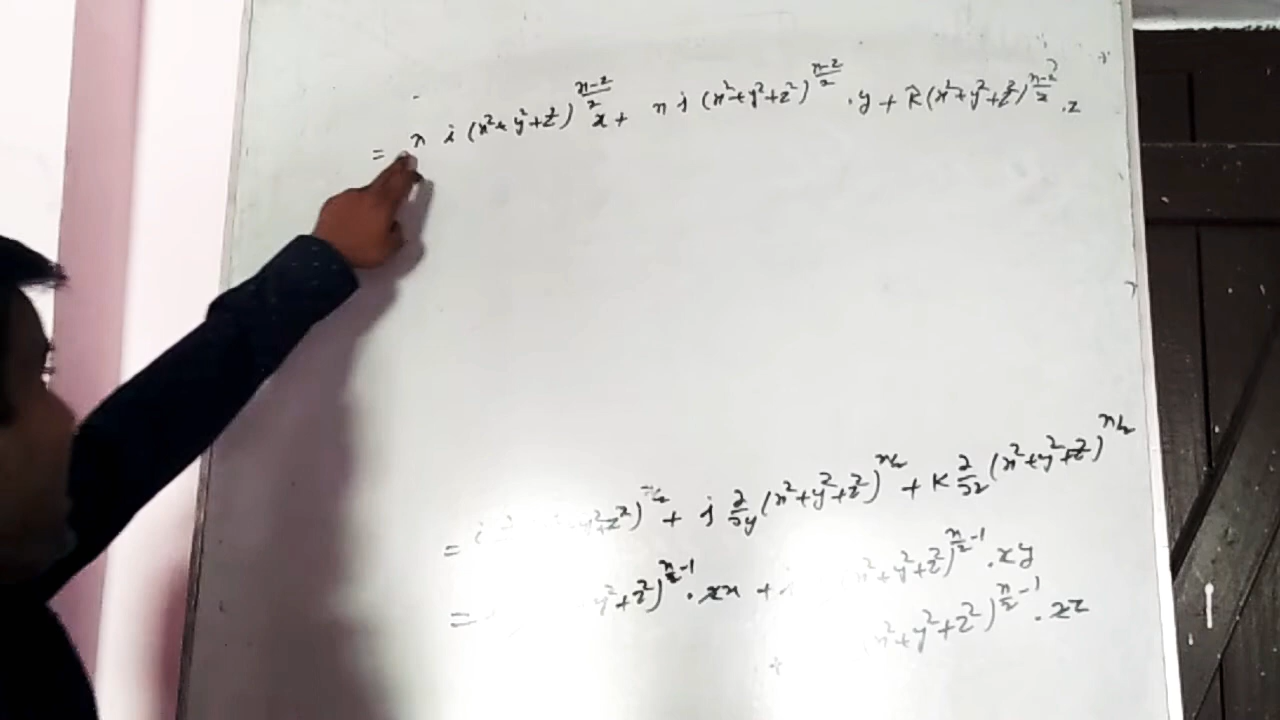 = n i (x²+y²+z²)^((n-2)/2) x + n j (x²+y²+z²)^((n-2)/2) . y + k̂ (x²+y²+z²)^((n-2)/2) . z
= i y²+z²)^(n/2) + j ∂/∂y (x²+y²+z²)^(n/2) + k ∂/∂z (x²+y²+z²)^(n/2)
= y²+z²)^(n/2-1) . 2x + x²+y²+z²)^(n/2-1) . 2y
+ x²+y²+z²)^(n/2-1) . 2z